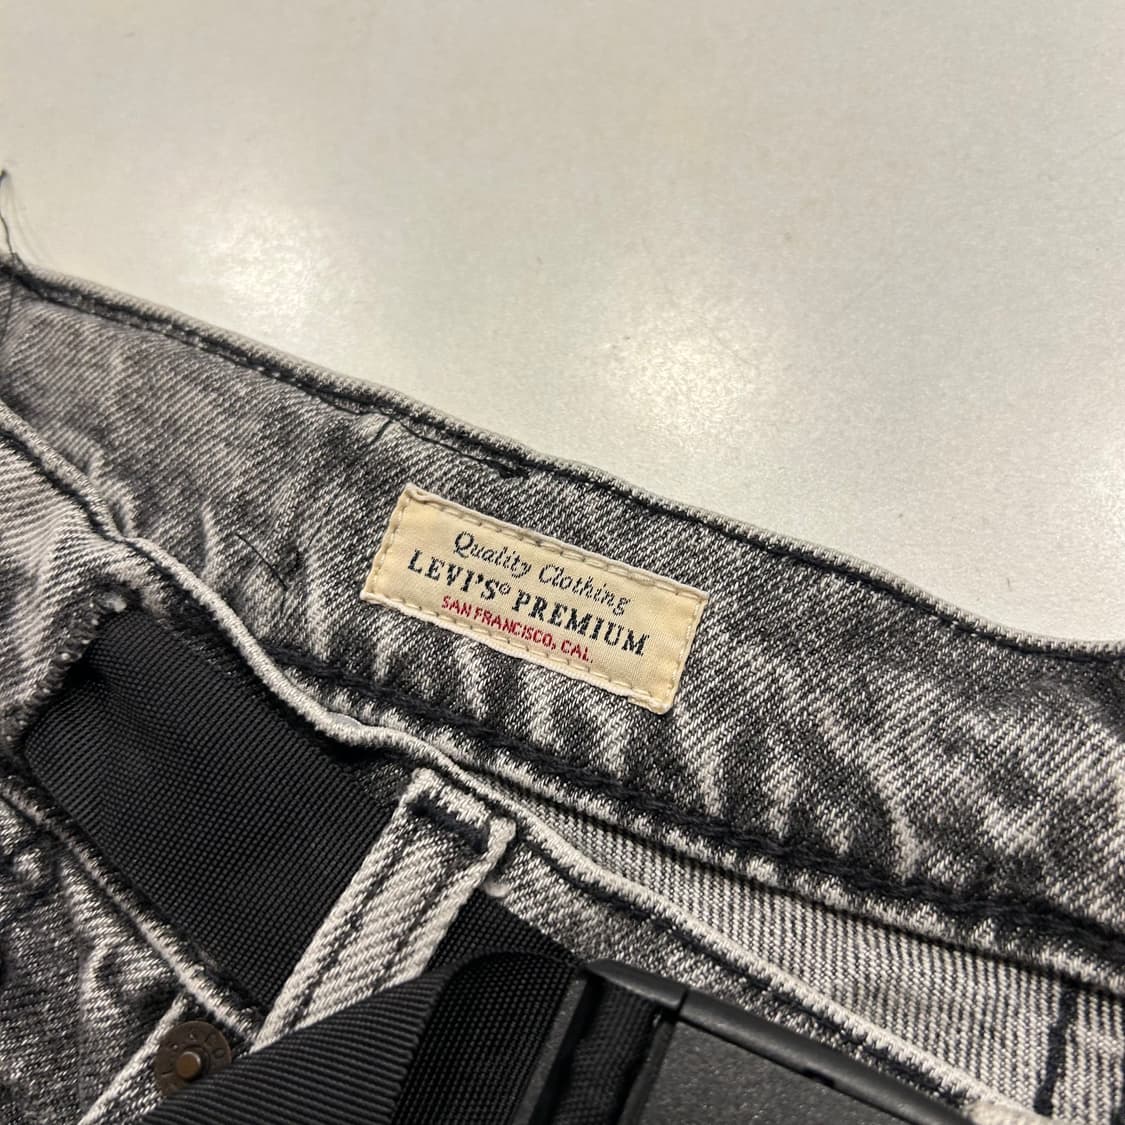 Quality Clothing
LEVI'S® PREMIUM
SAN FRANCISCO, CAL.